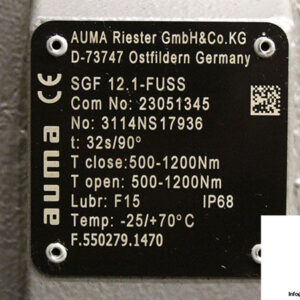 AUMA Riester GmbH&Co.KG
D-73747 Ostfildern Germany
SGF 12.1-FUSS
Com No: 23051345
No: 3114NS17936
t: 32s/90°
T close:500-1200Nm
T open: 500-1200Nm
Lubr: F15 IP68
Temp: -25/+70°C
F.550279.1470
auma CE